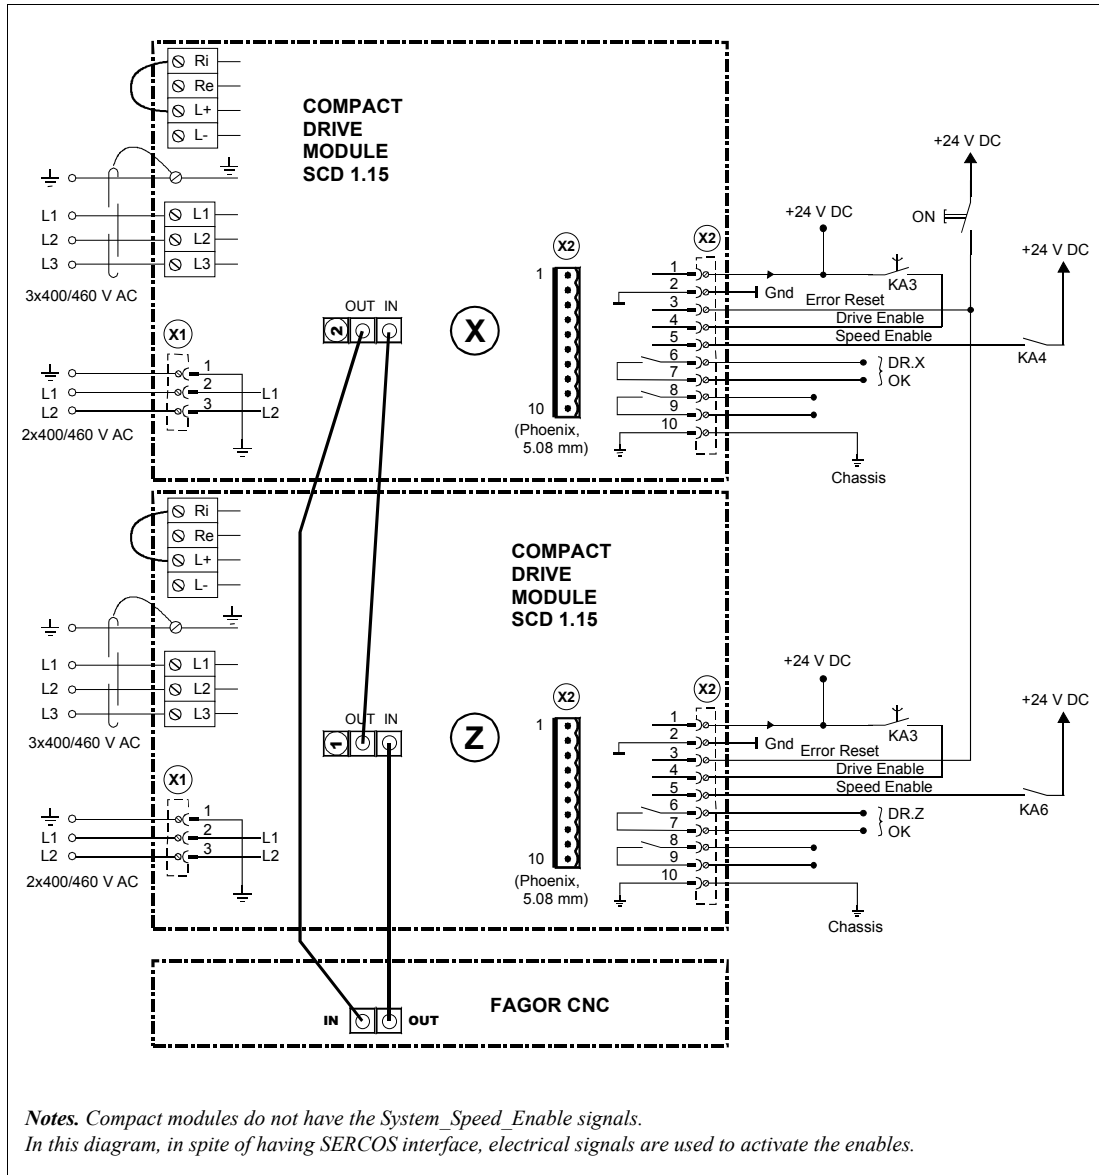 Ri
Re
L+
L-
COMPACT
DRIVE
MODULE
SCD 1.15
L1 L1
L2 L2
L3 L3
3x400/460 V AC
X1
1
L1 2 L1
L2 3 L2
2x400/460 V AC
OUT IN
2
X
X2
1
10
(Phoenix,
5.08 mm)
X2
1
2
3
4
5
6
7
8
9
10
+24 V DC
+24 V DC
ON
+24 V DC
KA3
Gnd
Error Reset
Drive Enable
Speed Enable
KA4
DR.X
OK
Chassis
Ri
Re
L+
L-
COMPACT
DRIVE
MODULE
SCD 1.15
L1 L1
L2 L2
L3 L3
3x400/460 V AC
X1
1
L1 2 L1
L2 3 L2
2x400/460 V AC
OUT IN
1
Z
X2
1
10
(Phoenix,
5.08 mm)
X2
1
2
3
4
5
6
7
8
9
10
+24 V DC
+24 V DC
KA3
Gnd
Error Reset
Drive Enable
Speed Enable
KA6
DR.Z
OK
Chassis
FAGOR CNC
IN OUT
Notes. Compact modules do not have the System_Speed_Enable signals.
In this diagram, in spite of having SERCOS interface, electrical signals are used to activate the enables.